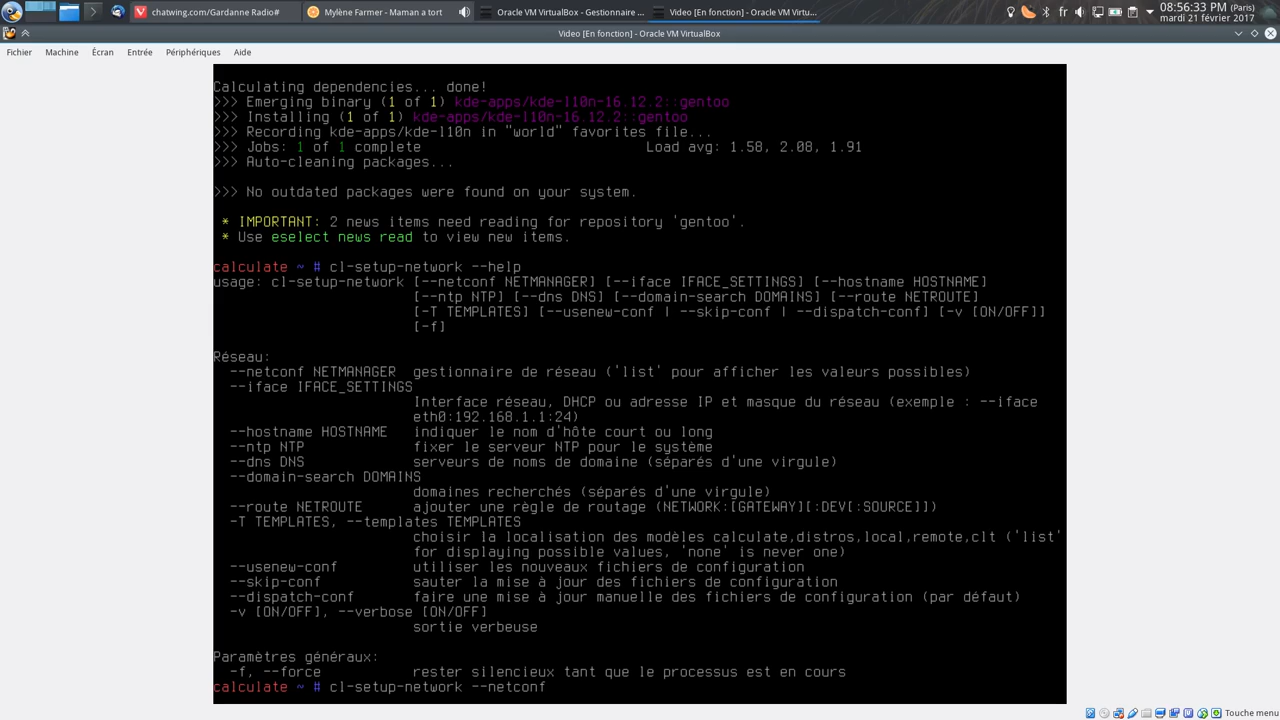 chatwing.com/Gardanne Radio#
Mylène Farmer - Maman a tort
Oracle VM VirtualBox - Gestionnaire ...
Video [En fonction] - Oracle VM Virtu...
fr
08:56:33 PM (Paris)
mardi 21 février 2017
Video [En fonction] - Oracle VM VirtualBox
Fichier Machine Écran Entrée Périphériques Aide
Calculating dependencies... done!
>>> Emerging binary (1 of 1) kde-apps/kde-l10n-16.12.2::gentoo
>>> Installing (1 of 1) kde-apps/kde-l10n-16.12.2::gentoo
>>> Recording kde-apps/kde-l10n in "world" favorites file...
>>> Jobs: 1 of 1 complete Load avg: 1.58, 2.08, 1.91
>>> Auto-cleaning packages...
>>> No outdated packages were found on your system.
* IMPORTANT: 2 news items need reading for repository 'gentoo'.
* Use eselect news read to view new items.
calculate ~ # cl-setup-network --help
usage: cl-setup-network [--netconf NETMANAGER] [--iface IFACE_SETTINGS] [--hostname HOSTNAME]
[--ntp NTP] [--dns DNS] [--domain-search DOMAINS] [--route NETROUTE]
[-T TEMPLATES] [--usenew-conf | --skip-conf | --dispatch-conf] [-v [ON/OFF]]
[-f]
Réseau:
--netconf NETMANAGER gestionnaire de réseau ('list' pour afficher les valeurs possibles)
--iface IFACE_SETTINGS
Interface réseau, DHCP ou adresse IP et masque du réseau (exemple : --iface
eth0:192.168.1.1:24)
--hostname HOSTNAME indiquer le nom d'hôte court ou long
--ntp NTP fixer le serveur NTP pour le système
--dns DNS serveurs de noms de domaine (séparés d'une virgule)
--domain-search DOMAINS
domaines recherchés (séparés d'une virgule)
--route NETROUTE ajouter une règle de routage (NETWORK:[GATEWAY][:DEV[:SOURCE]])
-T TEMPLATES, --templates TEMPLATES
choisir la localisation des modèles calculate,distros,local,remote,clt ('list'
for displaying possible values, 'none' is never one)
--usenew-conf utiliser les nouveaux fichiers de configuration
--skip-conf sauter la mise à jour des fichiers de configuration
--dispatch-conf faire une mise à jour manuelle des fichiers de configuration (par défaut)
-v [ON/OFF], --verbose [ON/OFF]
sortie verbeuse
Paramètres généraux:
-f, --force rester silencieux tant que le processus est en cours
calculate ~ # cl-setup-network --netconf
Touche menu